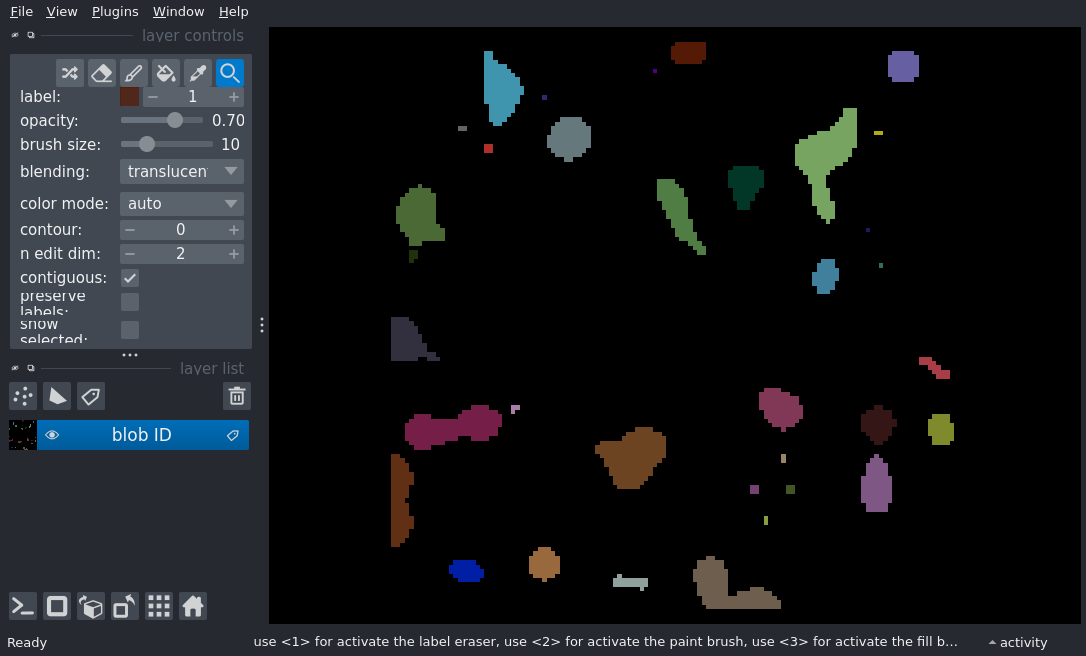 File View Plugins Window Help
layer controls
label: 1
opacity: 0.70
brush size: 10
blending: translucen
color mode: auto
contour: 0
n edit dim: 2
contiguous:
preserve
labels:
show
selected:
layer list
blob ID
Ready
use <1> for activate the label eraser, use <2> for activate the paint brush, use <3> for activate the fill b...
activity